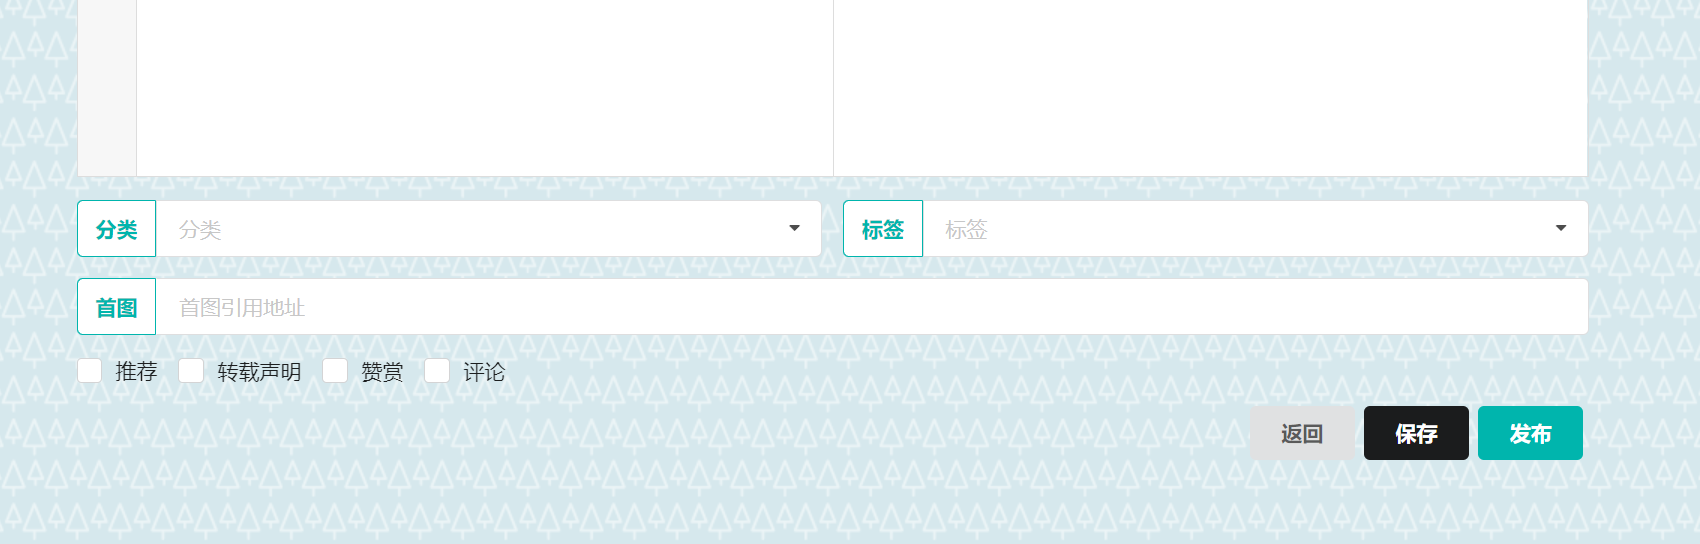 分类 分类 标签 标签
首图 首图引用地址
推荐 转载声明 赞赏 评论
返回 保存 发布